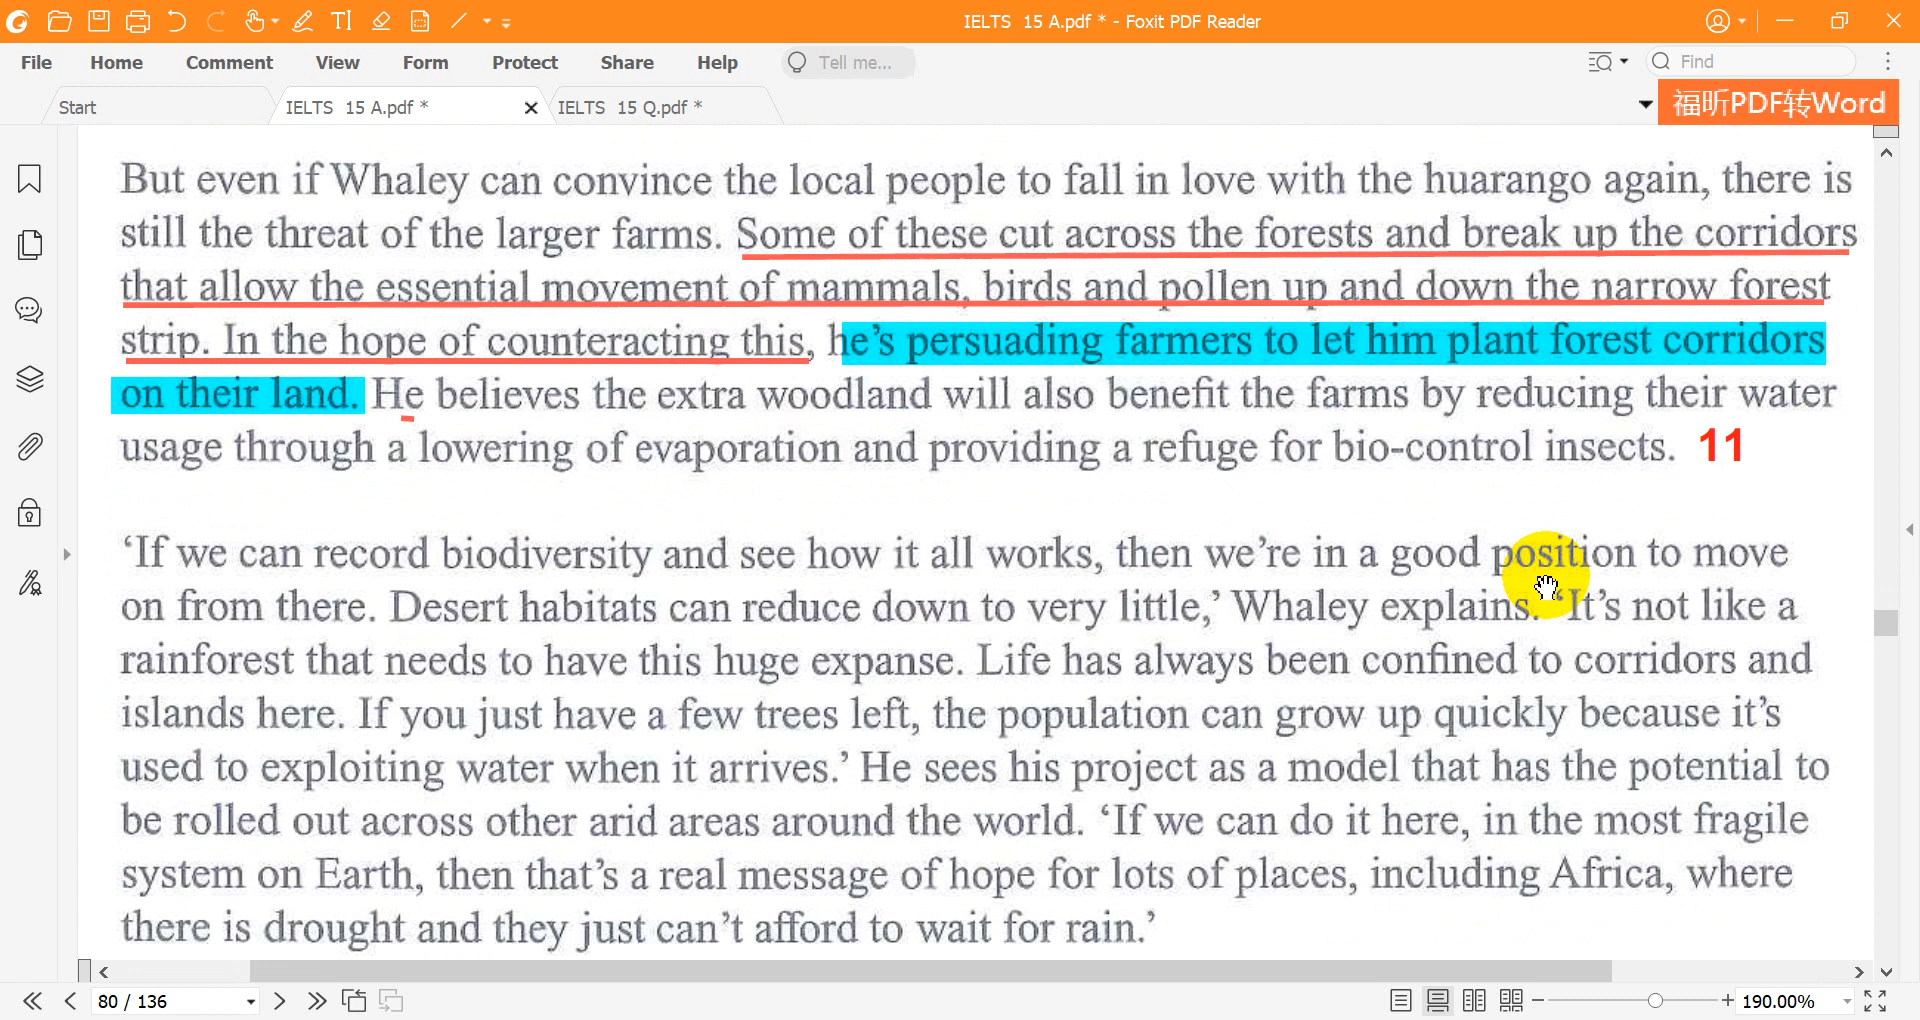 IELTS 15 A.pdf * - Foxit PDF Reader
File Home Comment View Form Protect Share Help Tell me... Find
Start IELTS 15 A.pdf * IELTS 15 Q.pdf * 福昕PDF转Word
But even if Whaley can convince the local people to fall in love with the huarango again, there is
still the threat of the larger farms. Some of these cut across the forests and break up the corridors
that allow the essential movement of mammals, birds and pollen up and down the narrow forest
strip. In the hope of counteracting this, he’s persuading farmers to let him plant forest corridors
on their land. He believes the extra woodland will also benefit the farms by reducing their water
usage through a lowering of evaporation and providing a refuge for bio-control insects. 11
‘If we can record biodiversity and see how it all works, then we’re in a good position to move
on from there. Desert habitats can reduce down to very little,’ Whaley explains. ‘It’s not like a
rainforest that needs to have this huge expanse. Life has always been confined to corridors and
islands here. If you just have a few trees left, the population can grow up quickly because it’s
used to exploiting water when it arrives.’ He sees his project as a model that has the potential to
be rolled out across other arid areas around the world. ‘If we can do it here, in the most fragile
system on Earth, then that’s a real message of hope for lots of places, including Africa, where
there is drought and they just can’t afford to wait for rain.’
80 / 136 190.00%